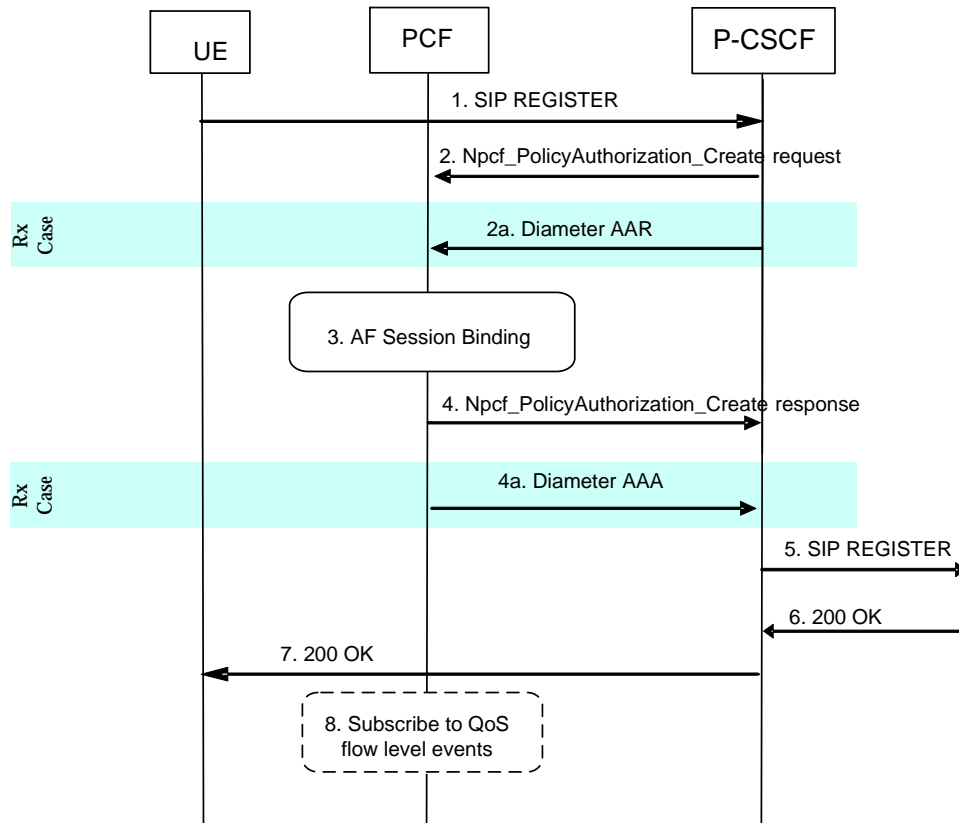 UE
PCF
P-CSCF
1. SIP REGISTER
2. Npcf_PolicyAuthorization_Create request
Rx
Case
2a. Diameter AAR
3. AF Session Binding
4. Npcf_PolicyAuthorization_Create response
Rx
Case
4a. Diameter AAA
5. SIP REGISTER
6. 200 OK
7. 200 OK
8. Subscribe to QoS
flow level events